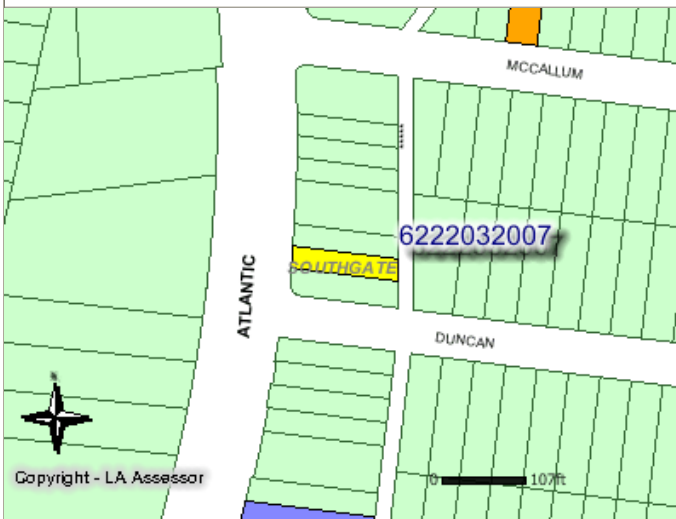 MCCALLUM
6222032007
SOUTHGATE
ATLANTIC
DUNCAN
N
Copyright - LA Assessor
0 107ft